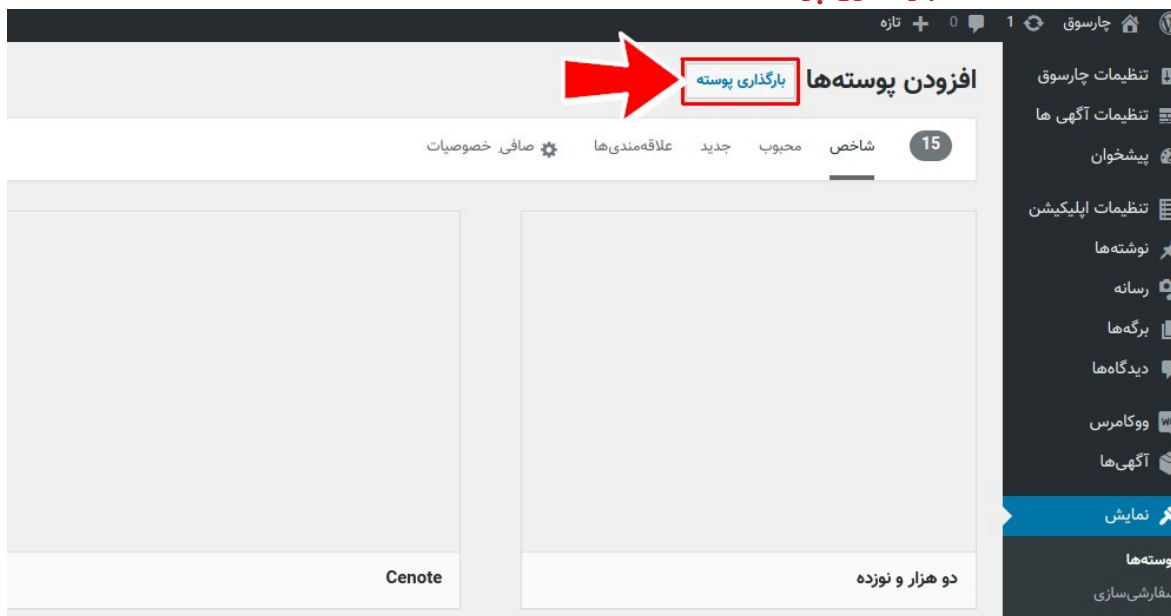 چارسوق 1 0 تازه
افزودن پوسته‌ها بارگذاری پوسته
15 شاخص محبوب جدید علاقه‌مندی‌ها صافی خصوصیات
دو هزار و نوزده
Cenote
تنظیمات چارسوق
تنظیمات آگهی ها
پیشخوان
تنظیمات اپلیکیشن
نوشته‌ها
رسانه
برگه‌ها
دیدگاه‌ها
ووکامرس
آگهی‌ها
نمایش